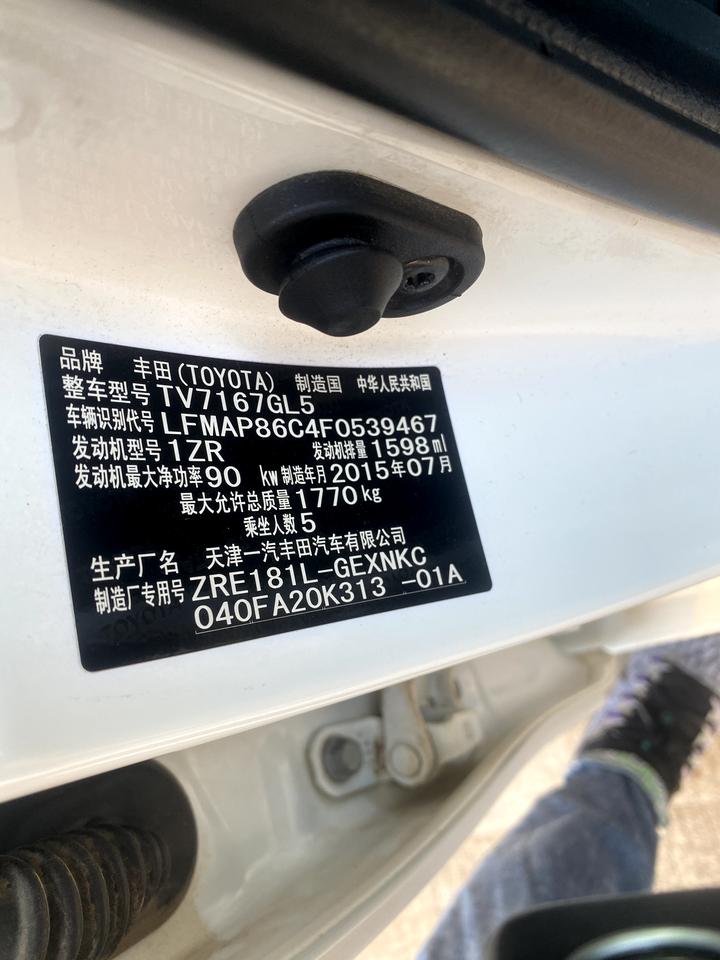 品牌 丰田(TOYOTA) 制造国 中华人民共和国
整车型号 TV7167GL5
车辆识别代号 LFMAP86C4F0539467
发动机型号 1ZR 发动机排量 1598 ml
发动机最大净功率 90 kw 制造年月 2015年07月
最大允许总质量 1770 kg
乘坐人数 5
生产厂名 天津一汽丰田汽车有限公司
制造厂专用号 ZRE181L-GEXNKC
040FA20K313 -01A